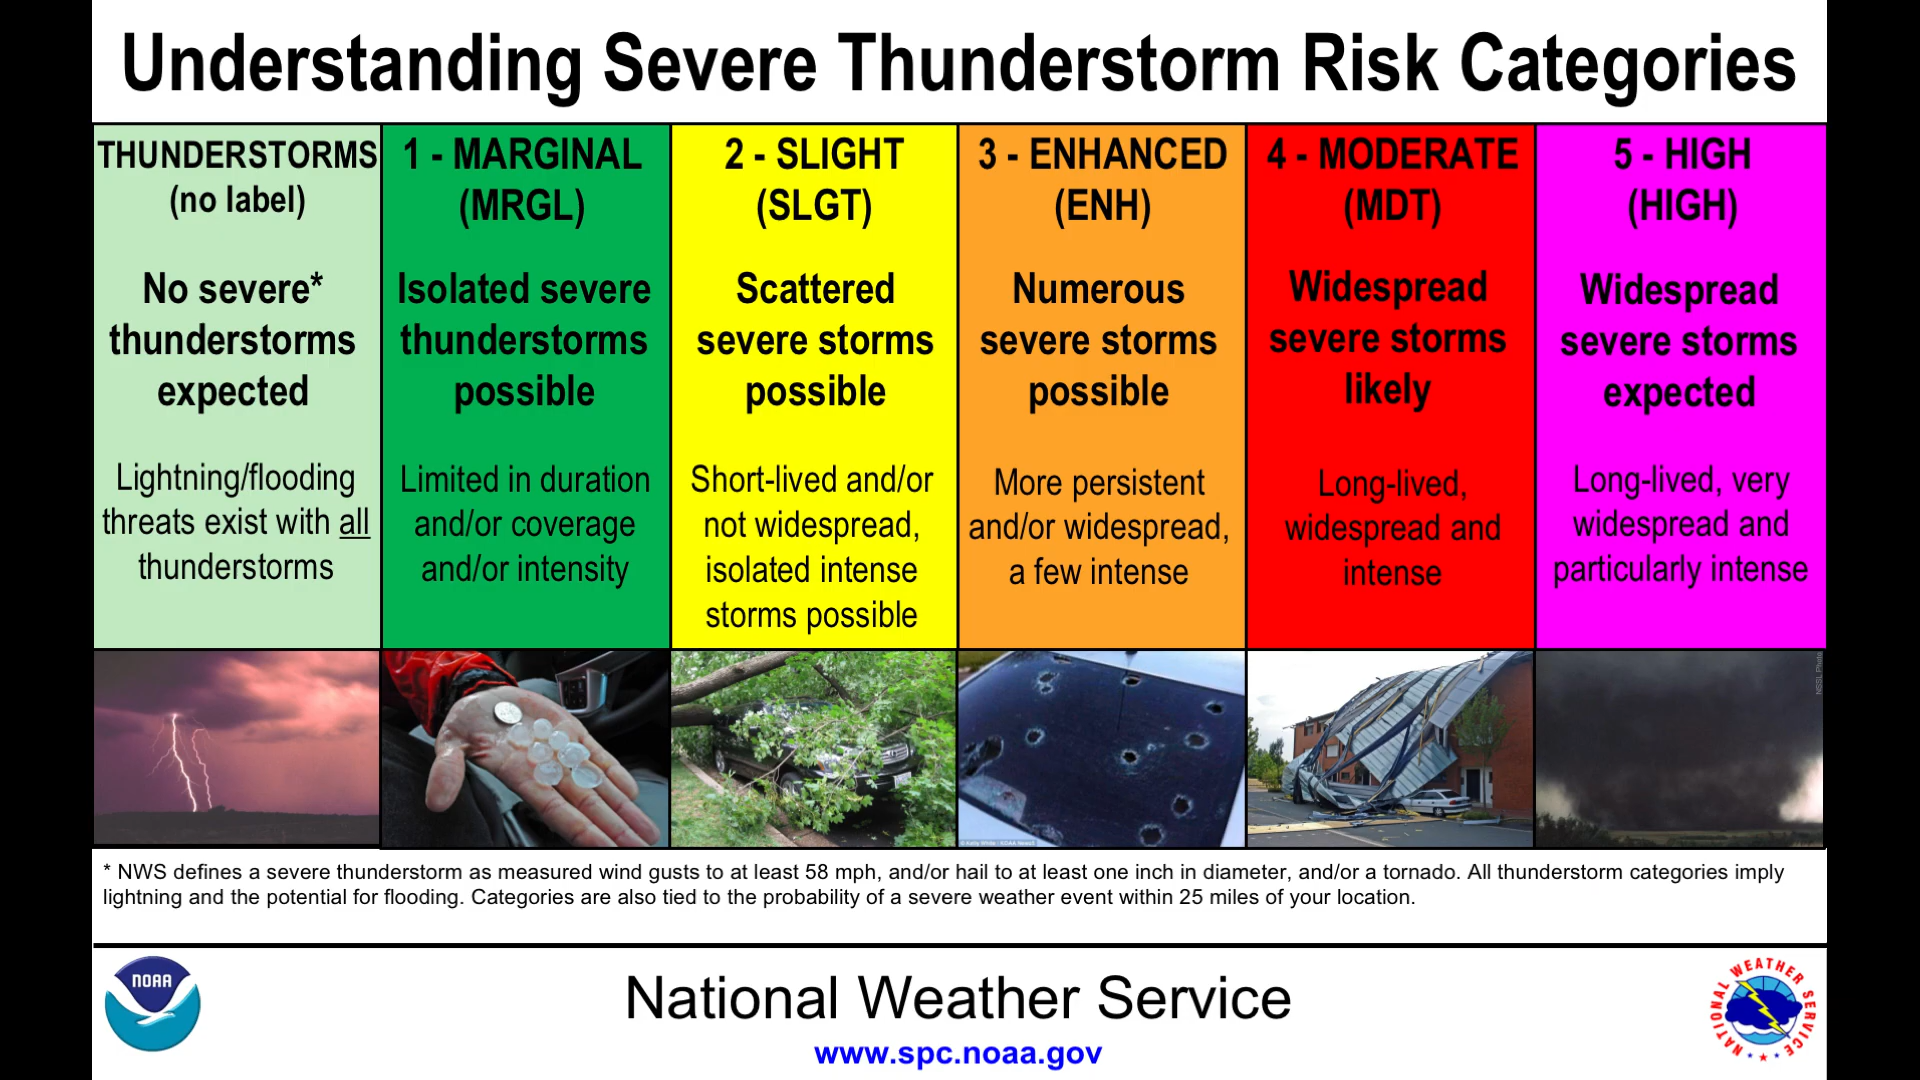 Understanding Severe Thunderstorm Risk Categories
THUNDERSTORMS
(no label)
No severe*
thunderstorms
expected
Lightning/flooding
threats exist with all
thunderstorms
1 - MARGINAL
(MRGL)
Isolated severe
thunderstorms
possible
Limited in duration
and/or coverage
and/or intensity
2 - SLIGHT
(SLGT)
Scattered
severe storms
possible
Short-lived and/or
not widespread,
isolated intense
storms possible
3 - ENHANCED
(ENH)
Numerous
severe storms
possible
More persistent
and/or widespread,
a few intense
4 - MODERATE
(MDT)
Widespread
severe storms
likely
Long-lived,
widespread and
intense
5 - HIGH
(HIGH)
Widespread
severe storms
expected
Long-lived, very
widespread and
particularly intense
NSSL Photo
* NWS defines a severe thunderstorm as measured wind gusts to at least 58 mph, and/or hail to at least one inch in diameter, and/or a tornado. All thunderstorm categories imply
lightning and the potential for flooding. Categories are also tied to the probability of a severe weather event within 25 miles of your location.
NOAA
National Weather Service
www.spc.noaa.gov
NATIONAL WEATHER SERVICE